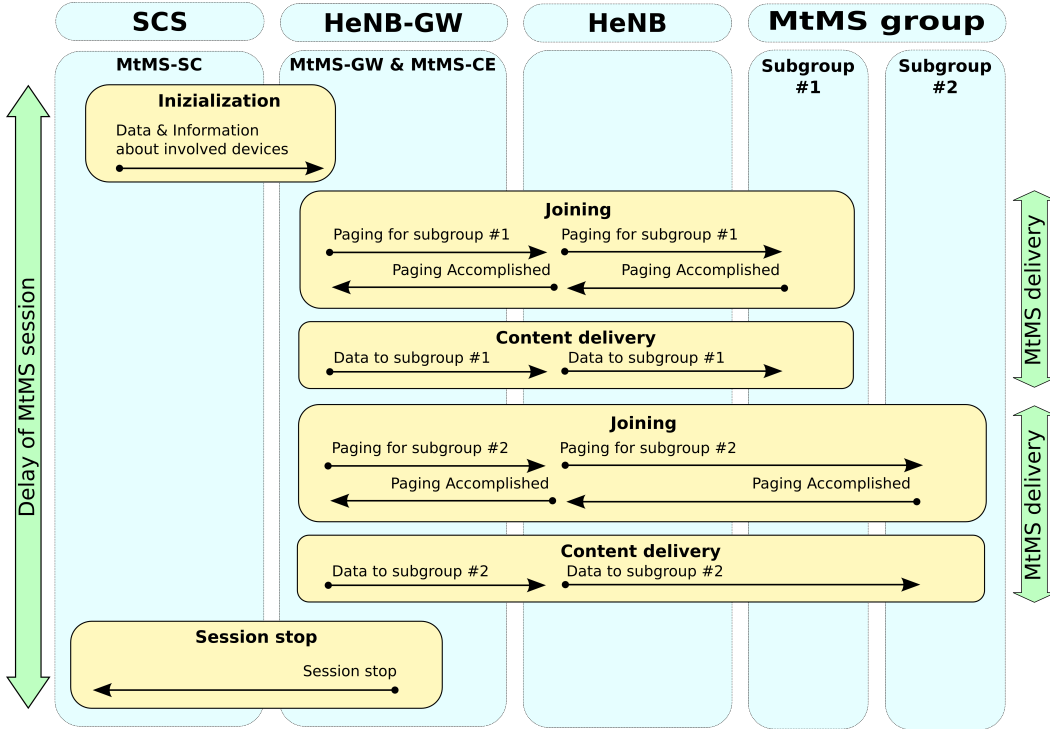 SCS
HeNB-GW
HeNB
MtMS group
MtMS-SC
MtMS-GW & MtMS-CE
Subgroup
#1
Subgroup
#2
Inizialization
Data & Information
about involved devices
Joining
Paging for subgroup #1
Paging for subgroup #1
Paging Accomplished
Paging Accomplished
Content delivery
Data to subgroup #1
Data to subgroup #1
Joining
Paging for subgroup #2
Paging for subgroup #2
Paging Accomplished
Paging Accomplished
Content delivery
Data to subgroup #2
Data to subgroup #2
Session stop
Session stop
Delay of MtMS session
MtMS delivery
MtMS delivery